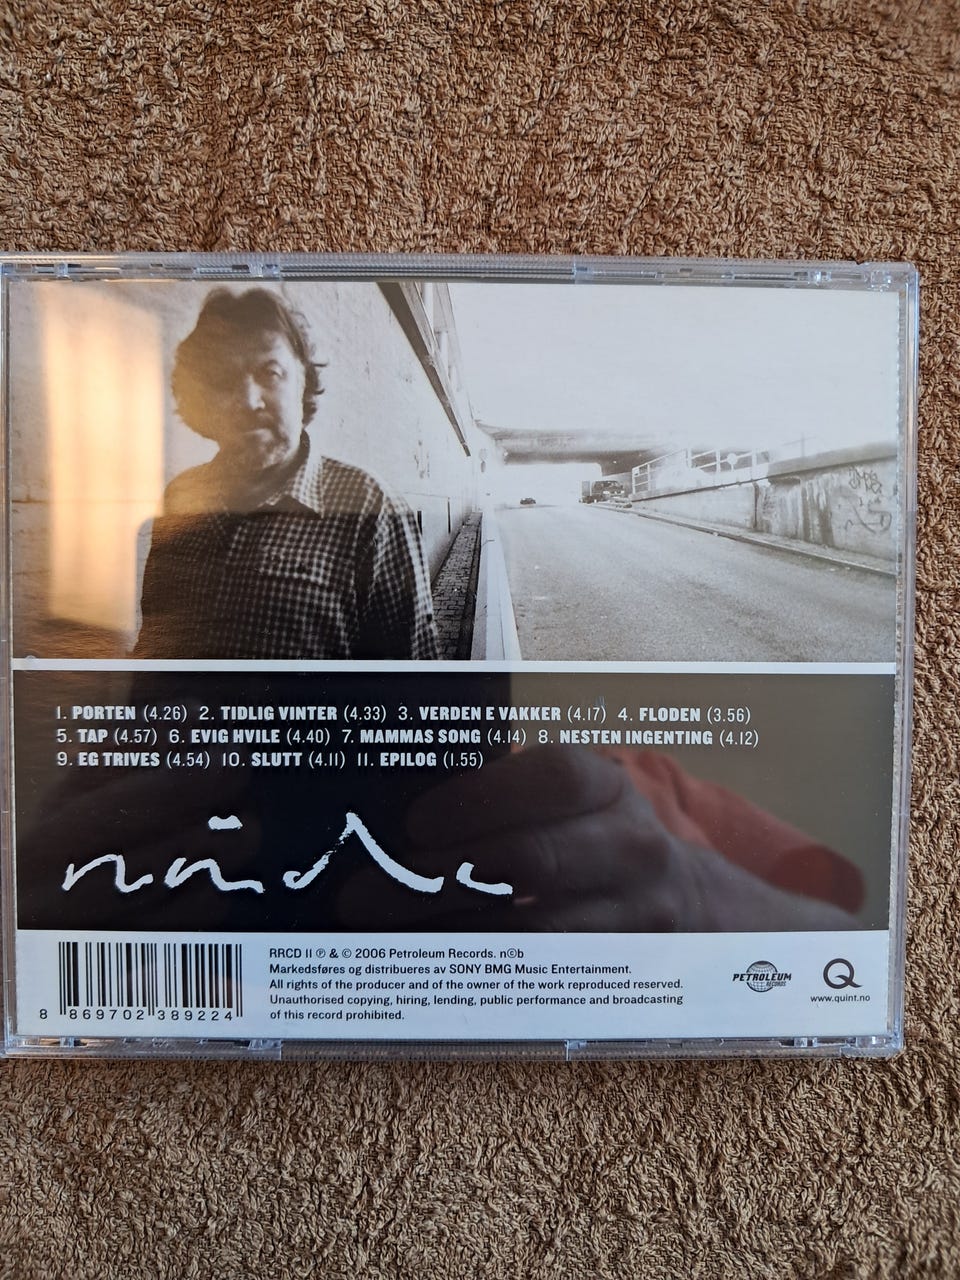 1. PORTEN (4.26) 2. TIDLIG VINTER (4.33) 3. VERDEN E VAKKER (4.17) 4. FLODEN (3.56)
5. TAP (4.57) 6. EVIG HVILE (4.40) 7. MAMMAS SONG (4.14) 8. NESTEN INGENTING (4.12)
9. EG TRIVES (4.54) 10. SLUTT (4.11) 11. EPILOG (1.55)
nåde
RRCD 11 ℗ & © 2006 Petroleum Records. n©b
Markedsføres og distribueres av SONY BMG Music Entertainment.
All rights of the producer and of the owner of the work reproduced reserved.
Unauthorised copying, hiring, lending, public performance and broadcasting
of this record prohibited.
8 869702 389224
PETROLEUM
RECORDS
Q
www.quint.no